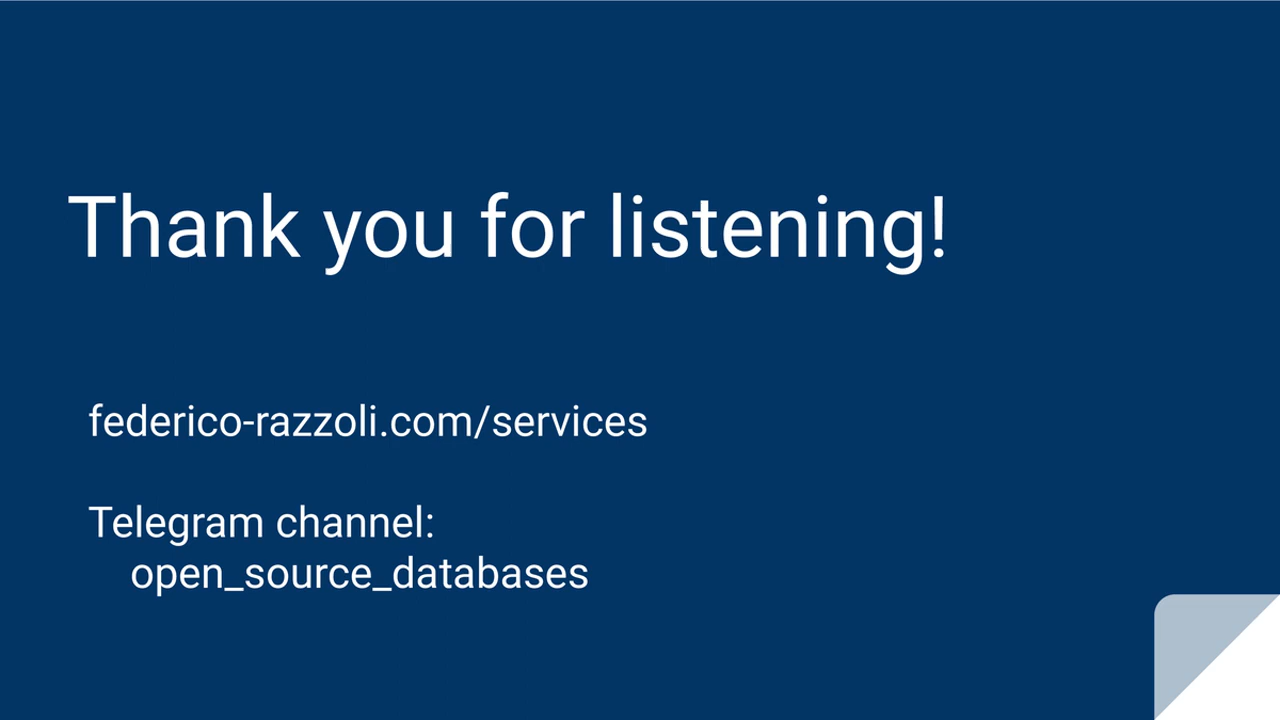 Thank you for listening!
federico-razzoli.com/services
Telegram channel:
open_source_databases